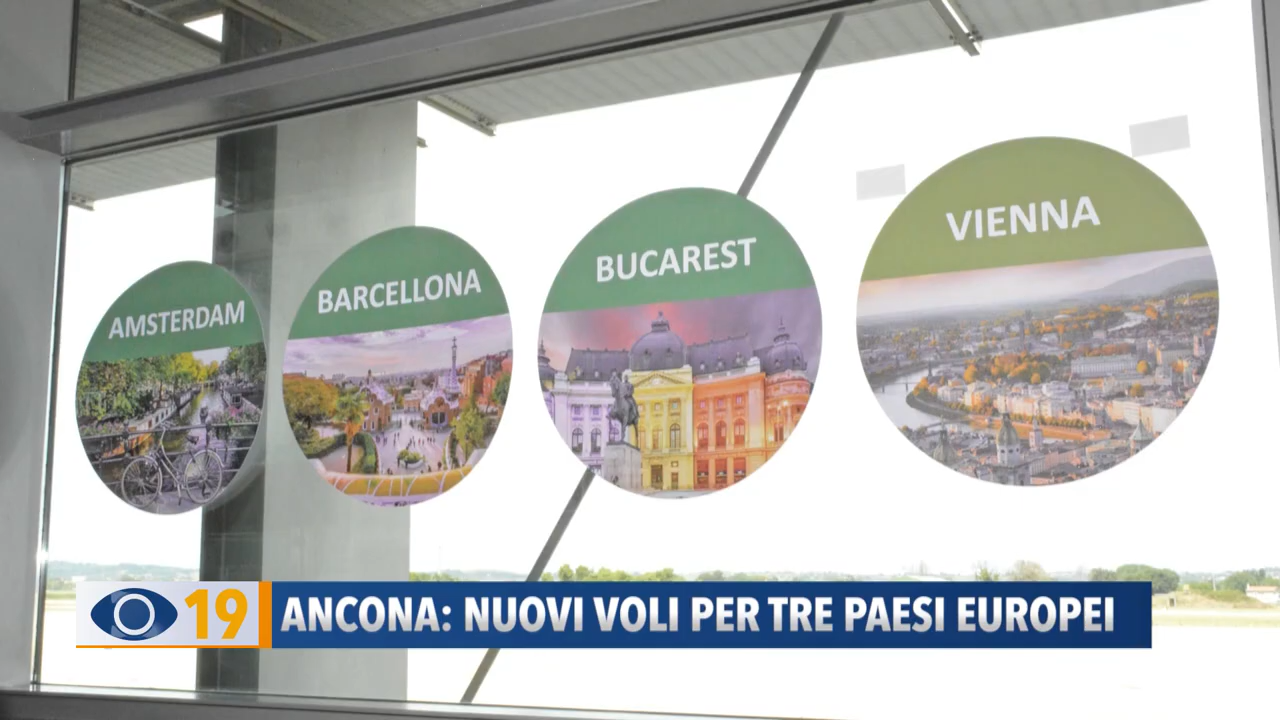 AMSTERDAM
BARCELLONA
BUCAREST
VIENNA
19 ANCONA: NUOVI VOLI PER TRE PAESI EUROPEI